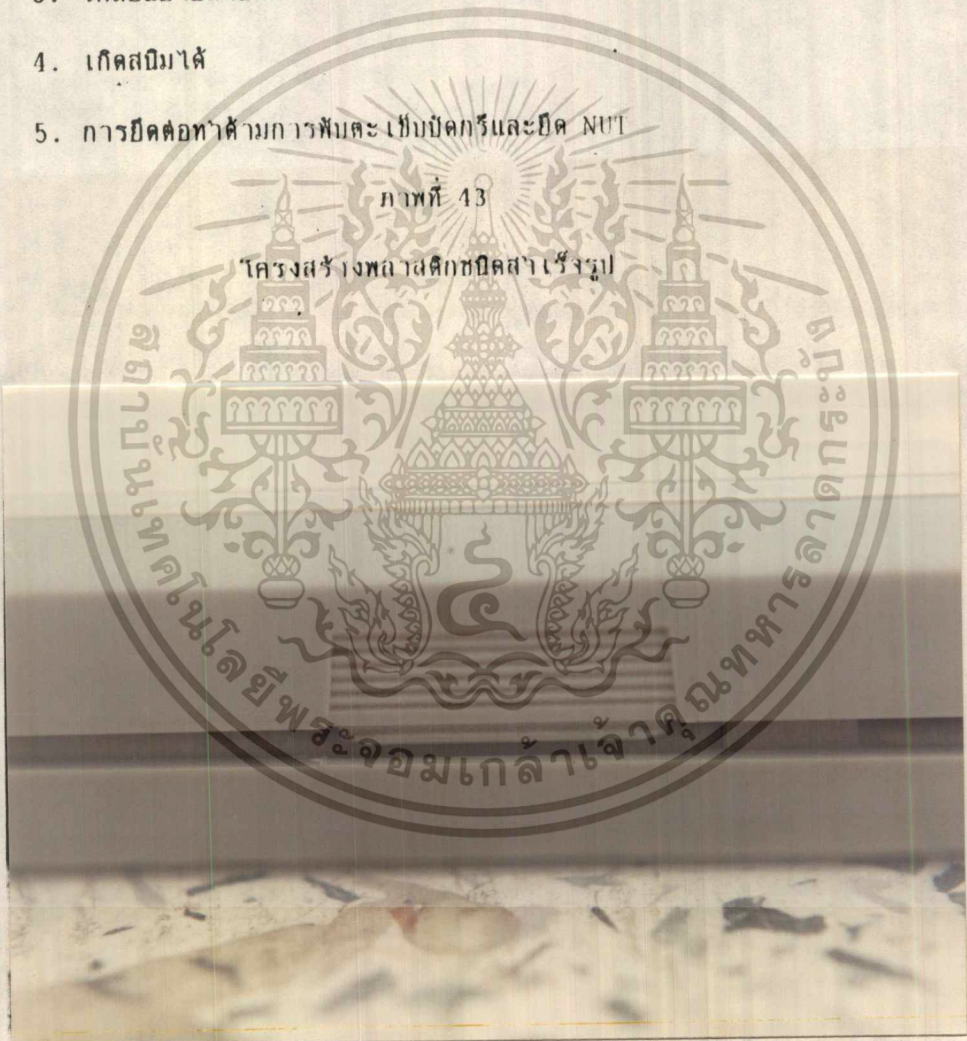 4. เกิดสนิมได้
5. การยึดต่อทำด้ามการพันตะเข็บปิดกรีและยึด NUT
ภาพที่ 43
โครงสร้างพลาสติกชนิดสำเร็จรูป
สถาบันเทคโนโลยีพระจอมเกล้าเจ้าคุณทหารลาดกระบัง